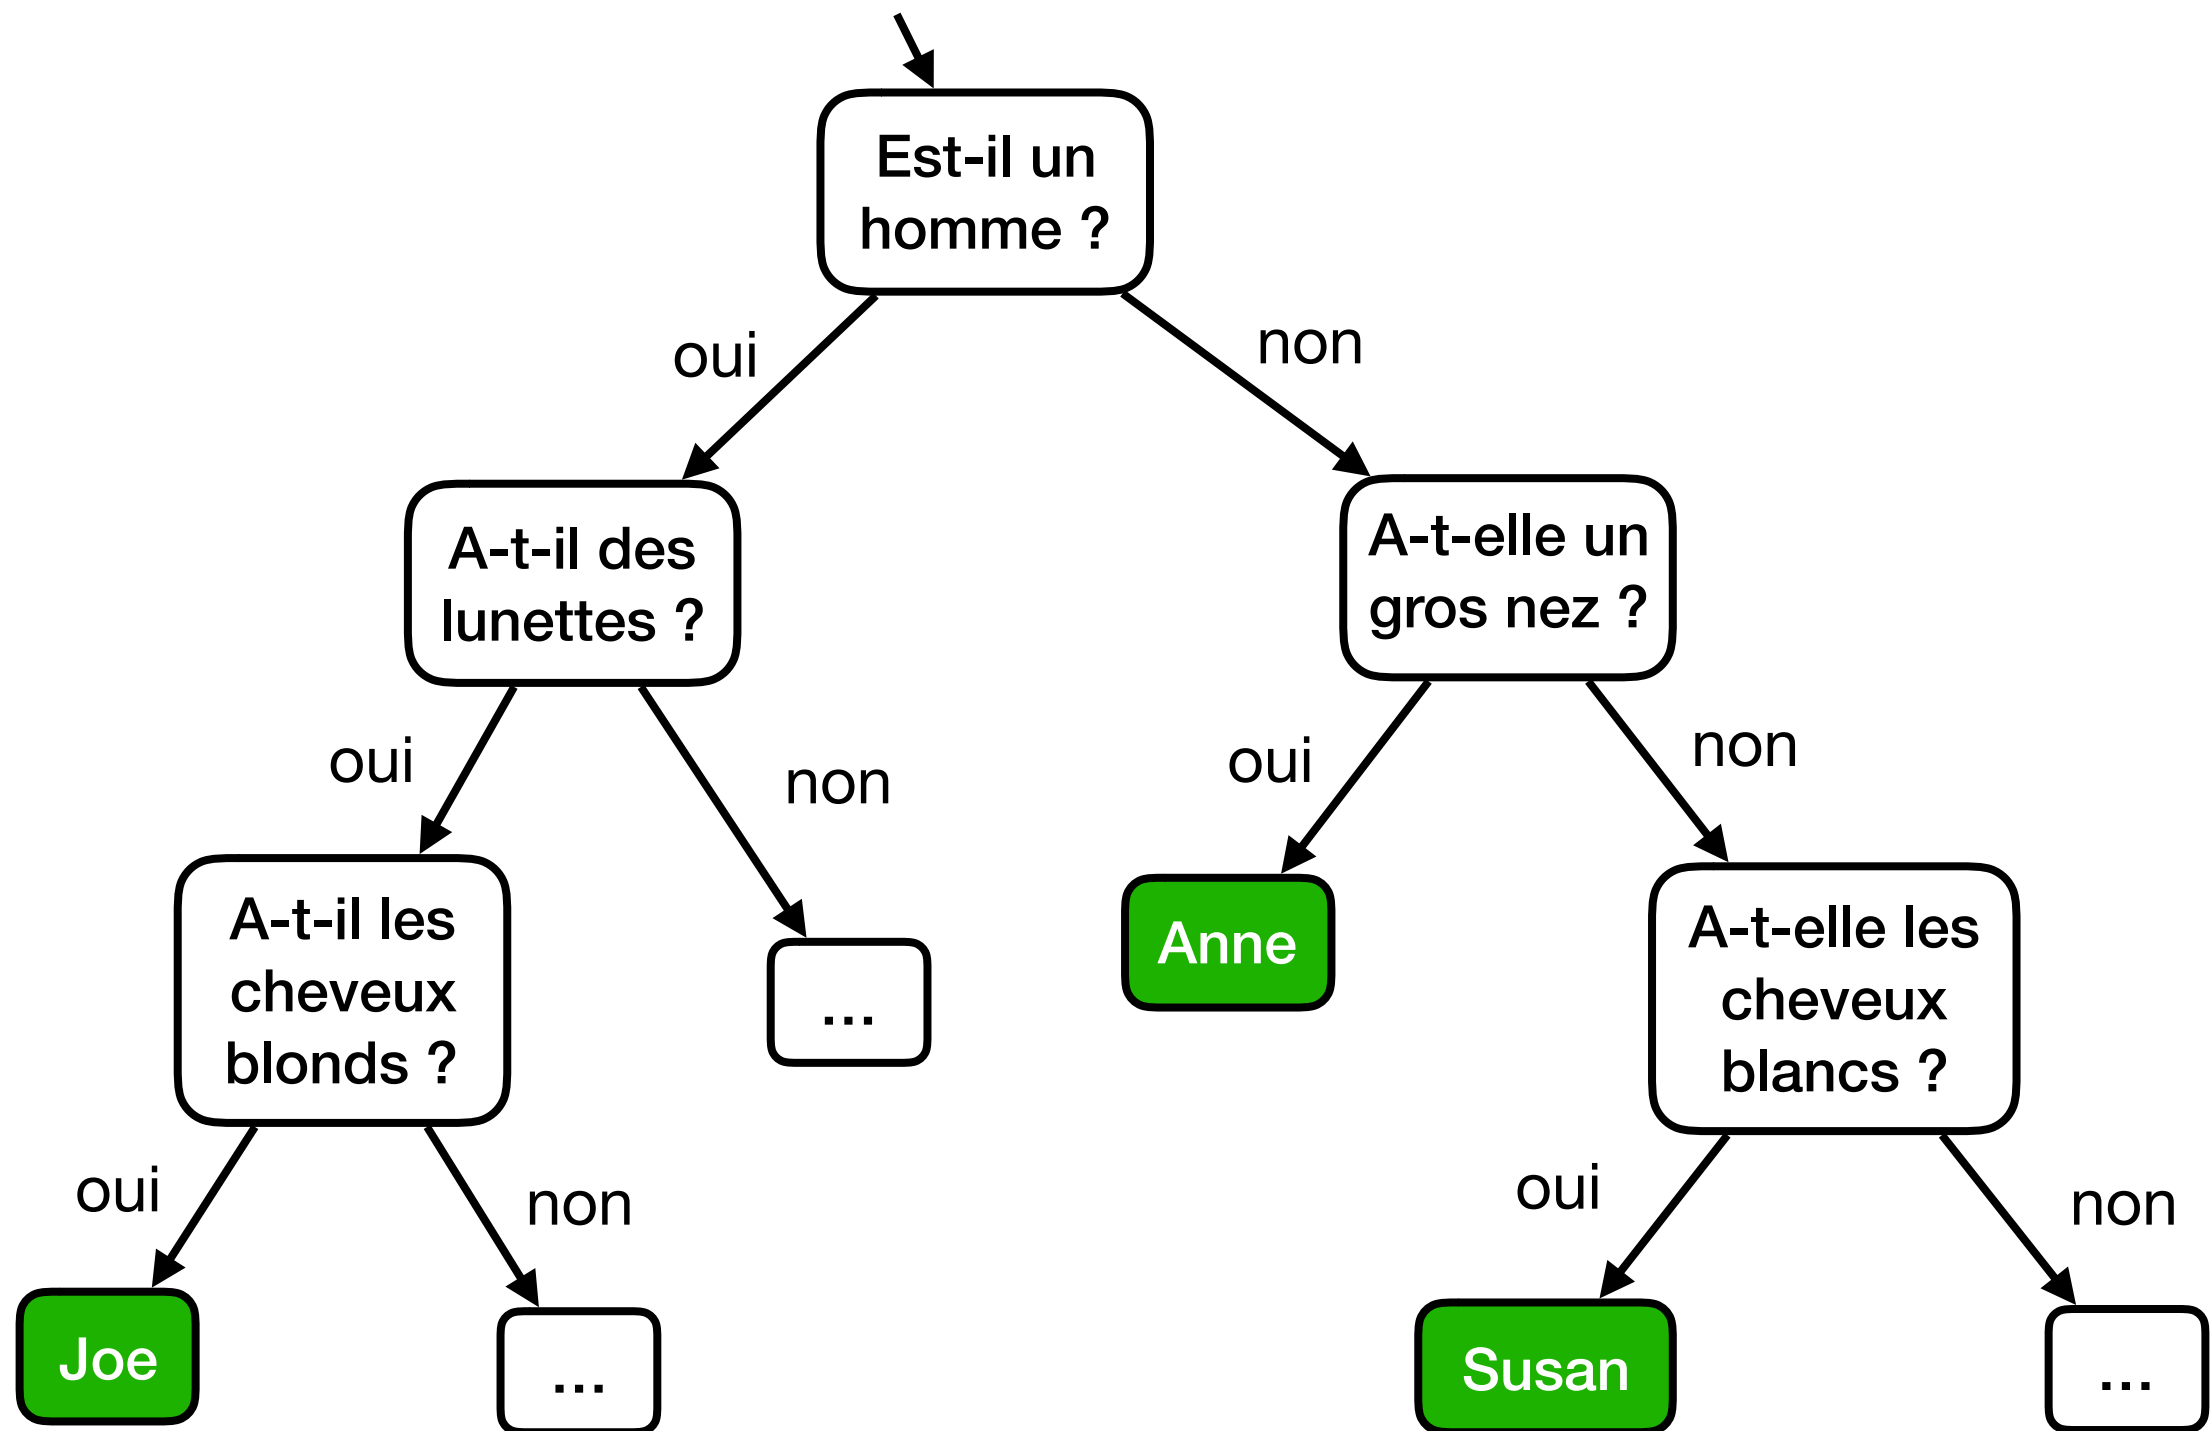 Est-il un
homme ?
oui
non
A-t-il des
lunettes ?
A-t-elle un
gros nez ?
oui
non
oui
non
A-t-il les
cheveux
blonds ?
...
Anne
A-t-elle les
cheveux
blancs ?
oui
non
oui
non
Joe
...
Susan
...